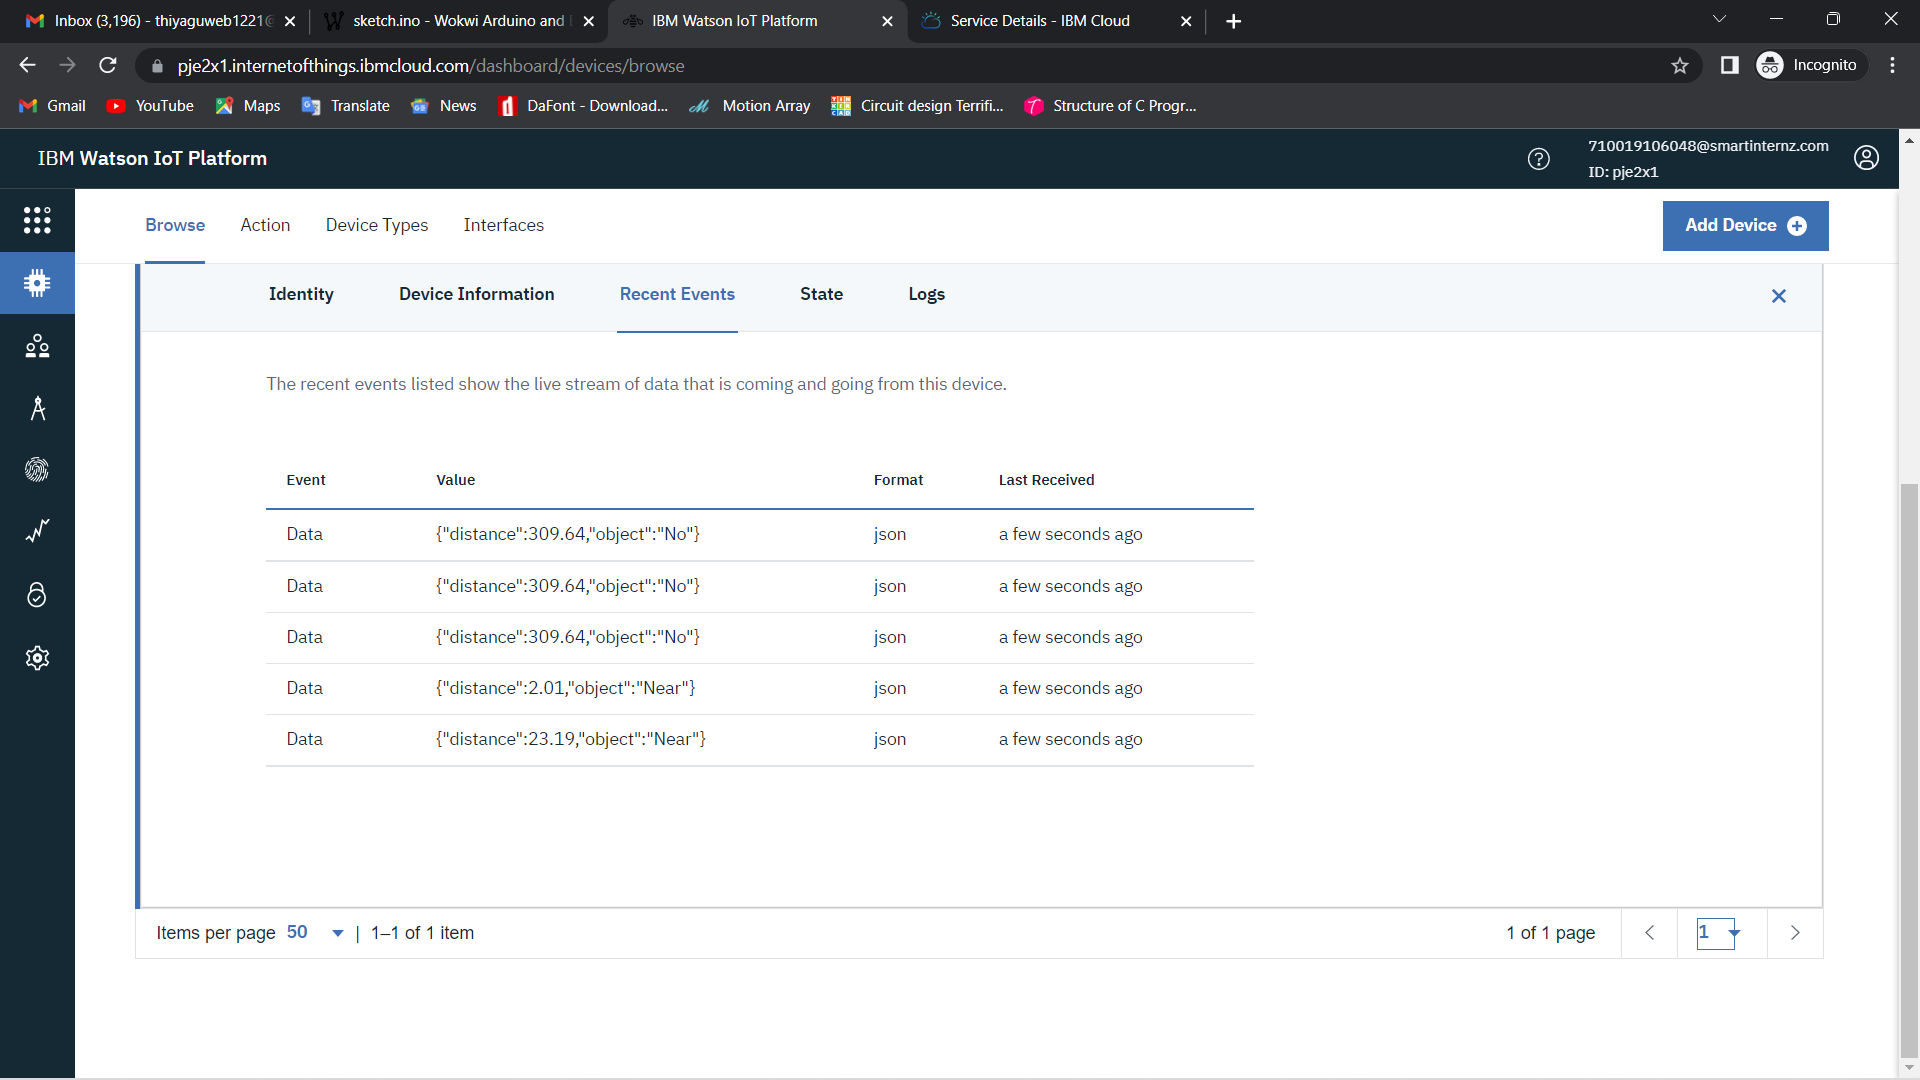 Inbox (3,196) - thiyaguweb1221@
sketch.ino - Wokwi Arduino and
IBM Watson IoT Platform
Service Details - IBM Cloud
pje2x1.internetofthings.ibmcloud.com/dashboard/devices/browse
Incognito
Gmail
YouTube
Maps
Translate
News
DaFont - Download...
Motion Array
Circuit design Terrifi...
Structure of C Progr...
IBM Watson IoT Platform
710019106048@smartinternz.com
ID: pje2x1
Browse
Action
Device Types
Interfaces
Add Device
Identity
Device Information
Recent Events
State
Logs
The recent events listed show the live stream of data that is coming and going from this device.
Event Value Format Last Received
Data {"distance":309.64,"object":"No"} json a few seconds ago
Data {"distance":309.64,"object":"No"} json a few seconds ago
Data {"distance":309.64,"object":"No"} json a few seconds ago
Data {"distance":2.01,"object":"Near"} json a few seconds ago
Data {"distance":23.19,"object":"Near"} json a few seconds ago
Items per page 50 | 1–1 of 1 item
1 of 1 page
1